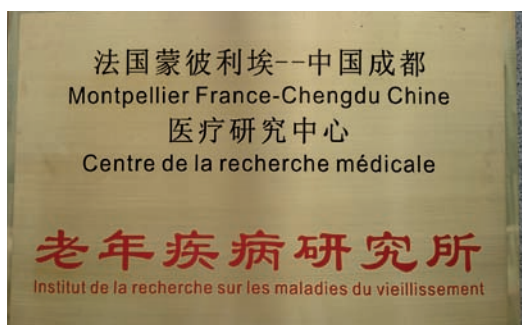 法国蒙彼利埃--中国成都
Montpellier France-Chengdu Chine
医疗研究中心
Centre de la recherche médicale
老年疾病研究所
Institut de la recherche sur les maladies du vieillissement